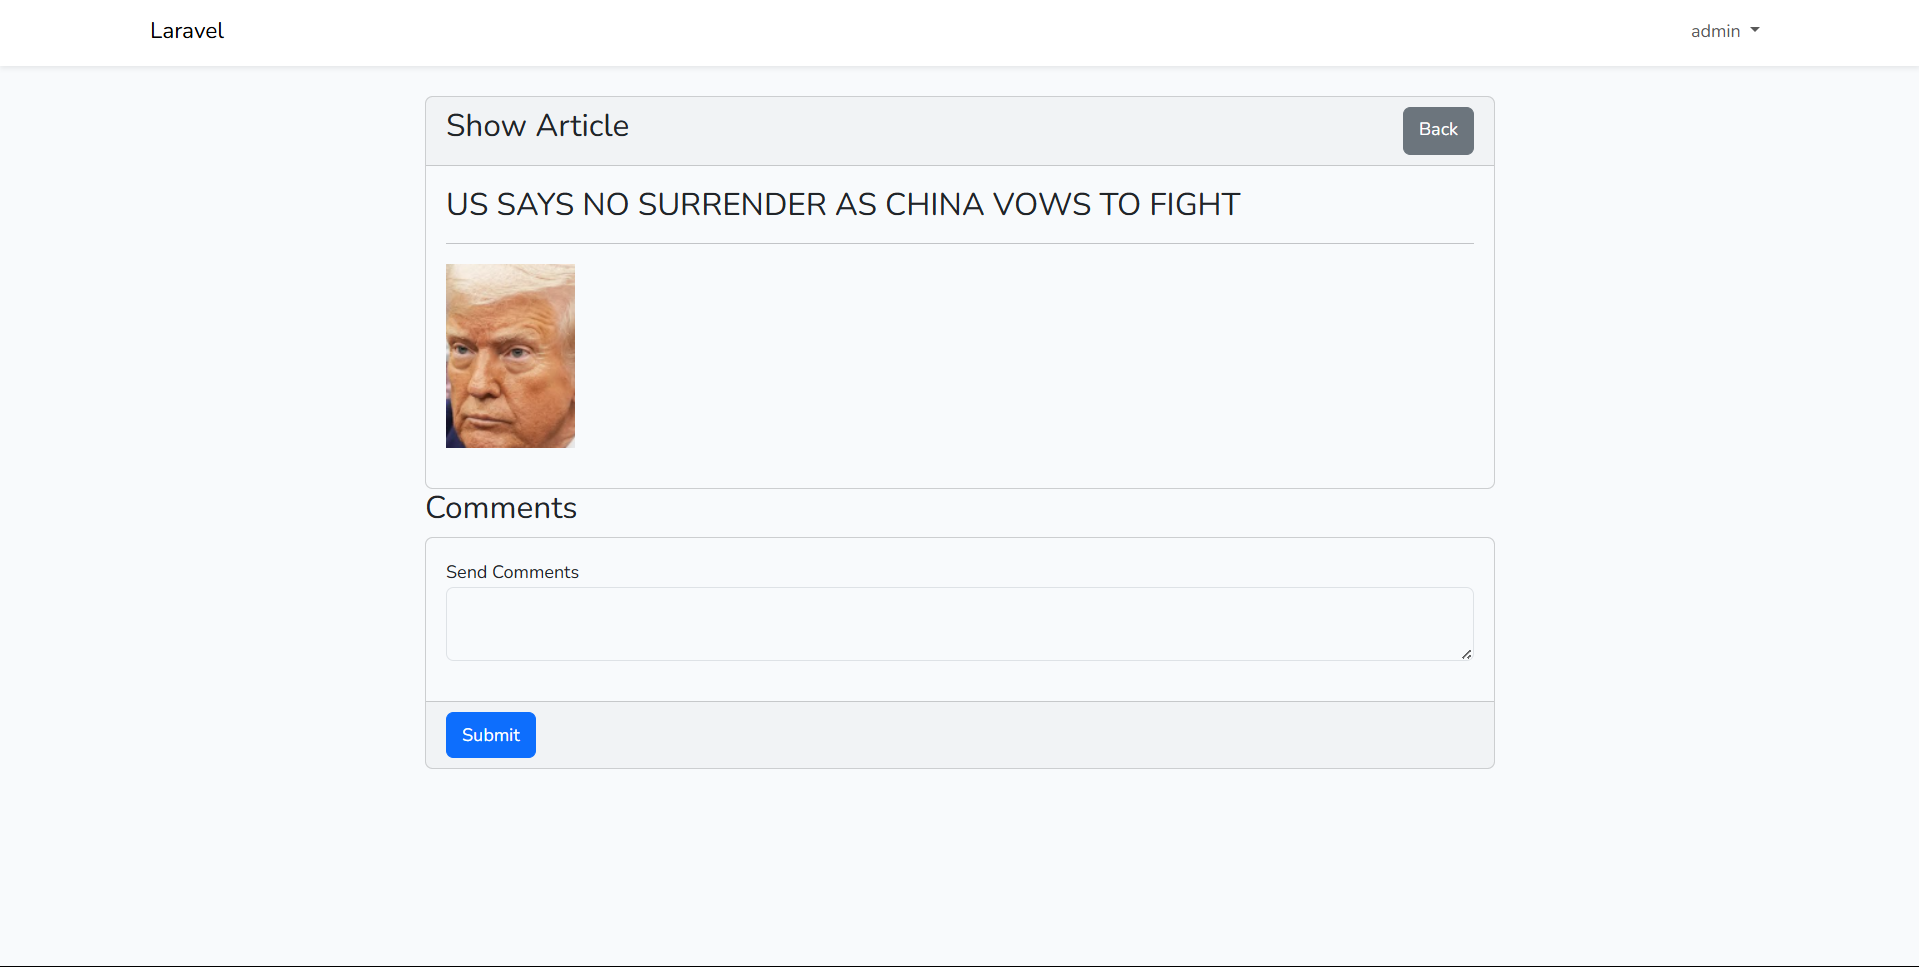 Laravel
admin
Show Article
Back
US SAYS NO SURRENDER AS CHINA VOWS TO FIGHT
Comments
Send Comments
Submit